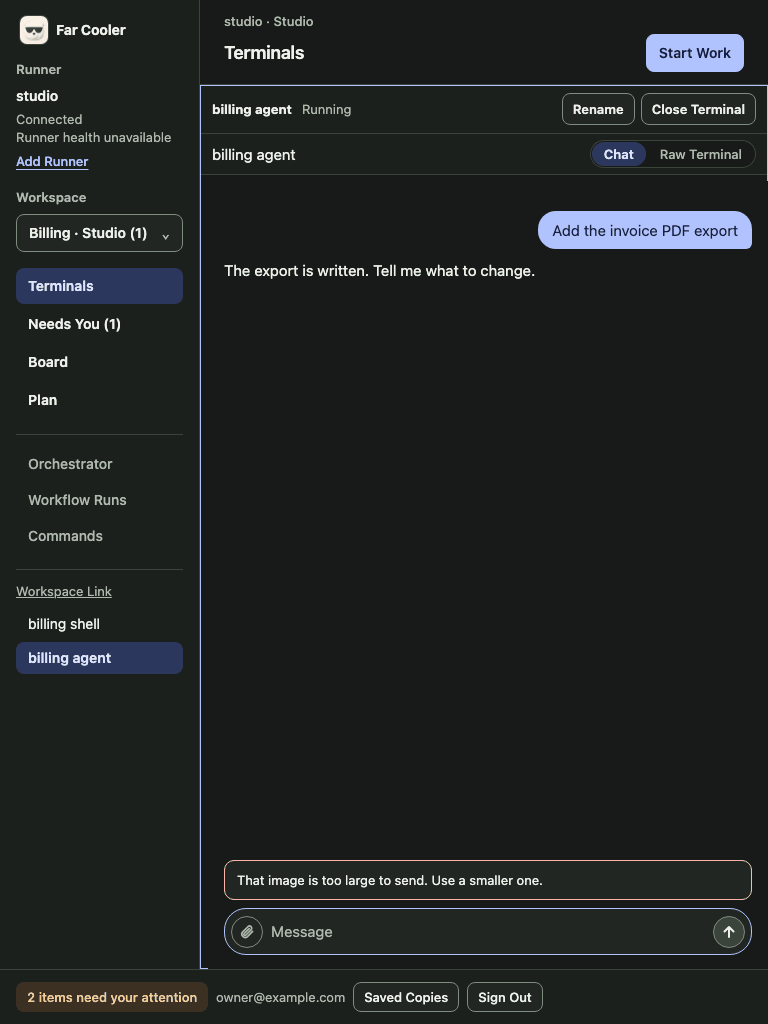 Far Cooler
Runner
studio
Connected
Runner health unavailable
Add Runner
Workspace
Billing · Studio (1)
Terminals
Needs You (1)
Board
Plan
Orchestrator
Workflow Runs
Commands
Workspace Link
billing shell
billing agent
studio · Studio
Terminals
Start Work
billing agent Running
Rename
Close Terminal
billing agent
Chat
Raw Terminal
Add the invoice PDF export
The export is written. Tell me what to change.
That image is too large to send. Use a smaller one.
Message
2 items need your attention
owner@example.com
Saved Copies
Sign Out